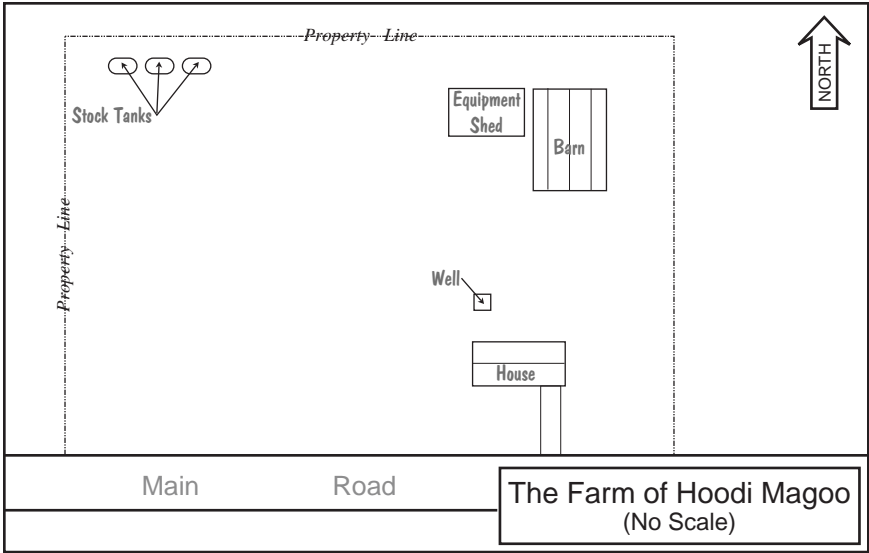 Property Line
NORTH
Stock Tanks
Equipment
Shed
Barn
Property Line
Well
House
Main Road
The Farm of Hoodi Magoo
(No Scale)